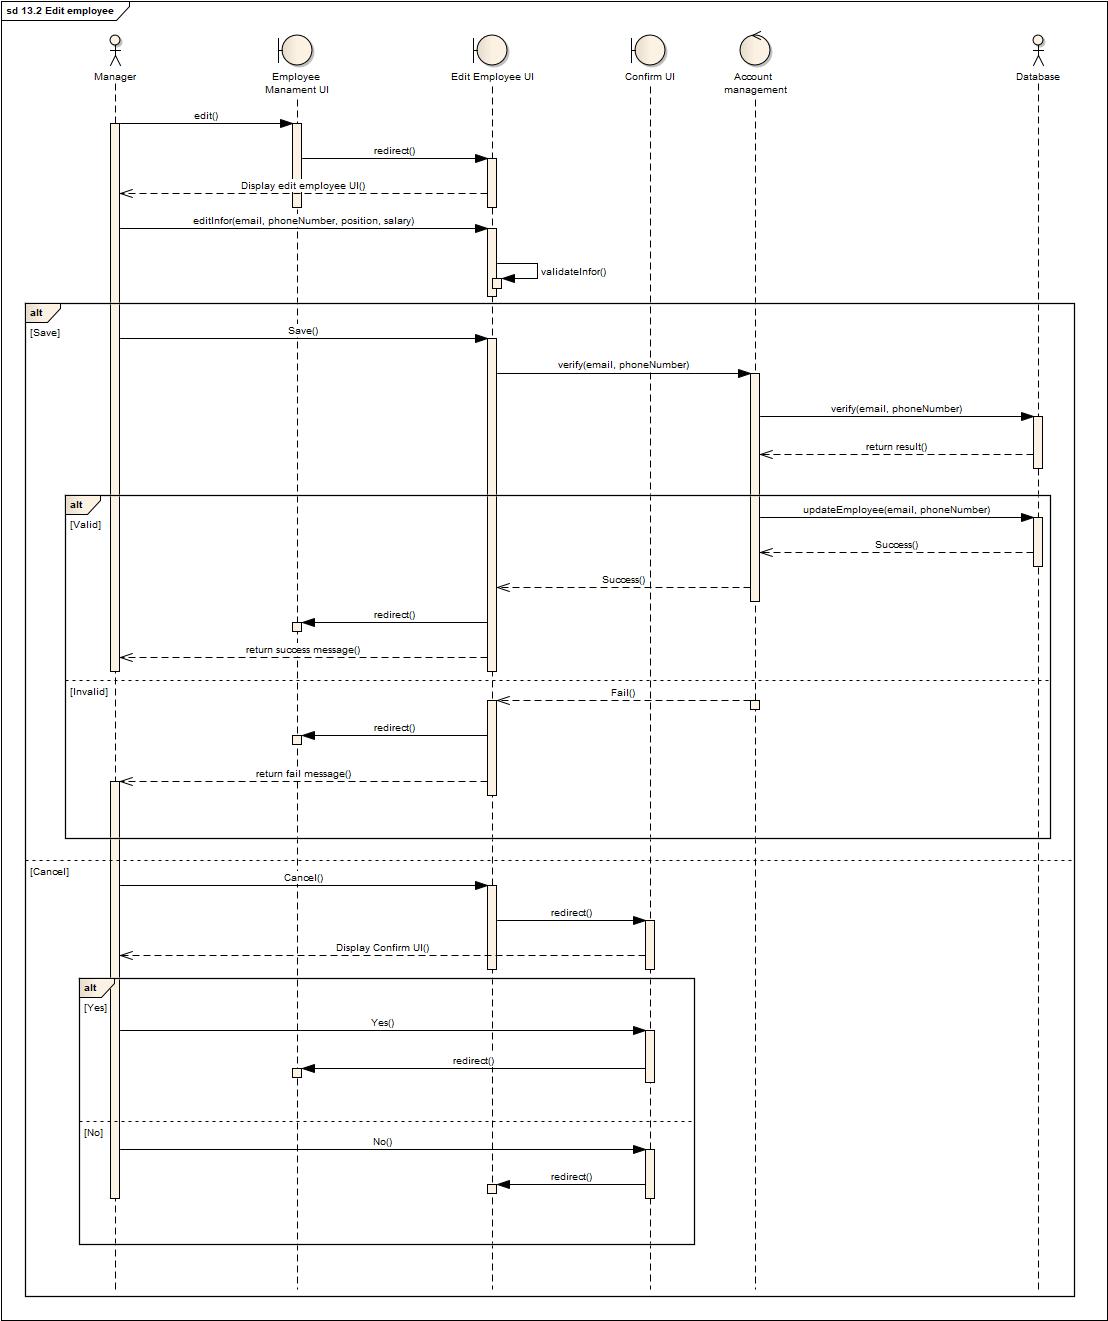 sd 13.2 Edit employee
Manager
Employee
Manament UI
Edit Employee UI
Confirm UI
Account
management
Database
edit()
redirect()
Display edit employee UI()
editInfor(email, phoneNumber, position, salary)
validateInfor()
alt
[Save]
Save()
verify(email, phoneNumber)
verify(email, phoneNumber)
return result()
alt
[Valid]
updateEmployee(email, phoneNumber)
Success()
Success()
redirect()
return success message()
[Invalid]
Fail()
redirect()
return fail message()
[Cancel]
Cancel()
redirect()
Display Confirm UI()
alt
[Yes]
Yes()
redirect()
[No]
No()
redirect()